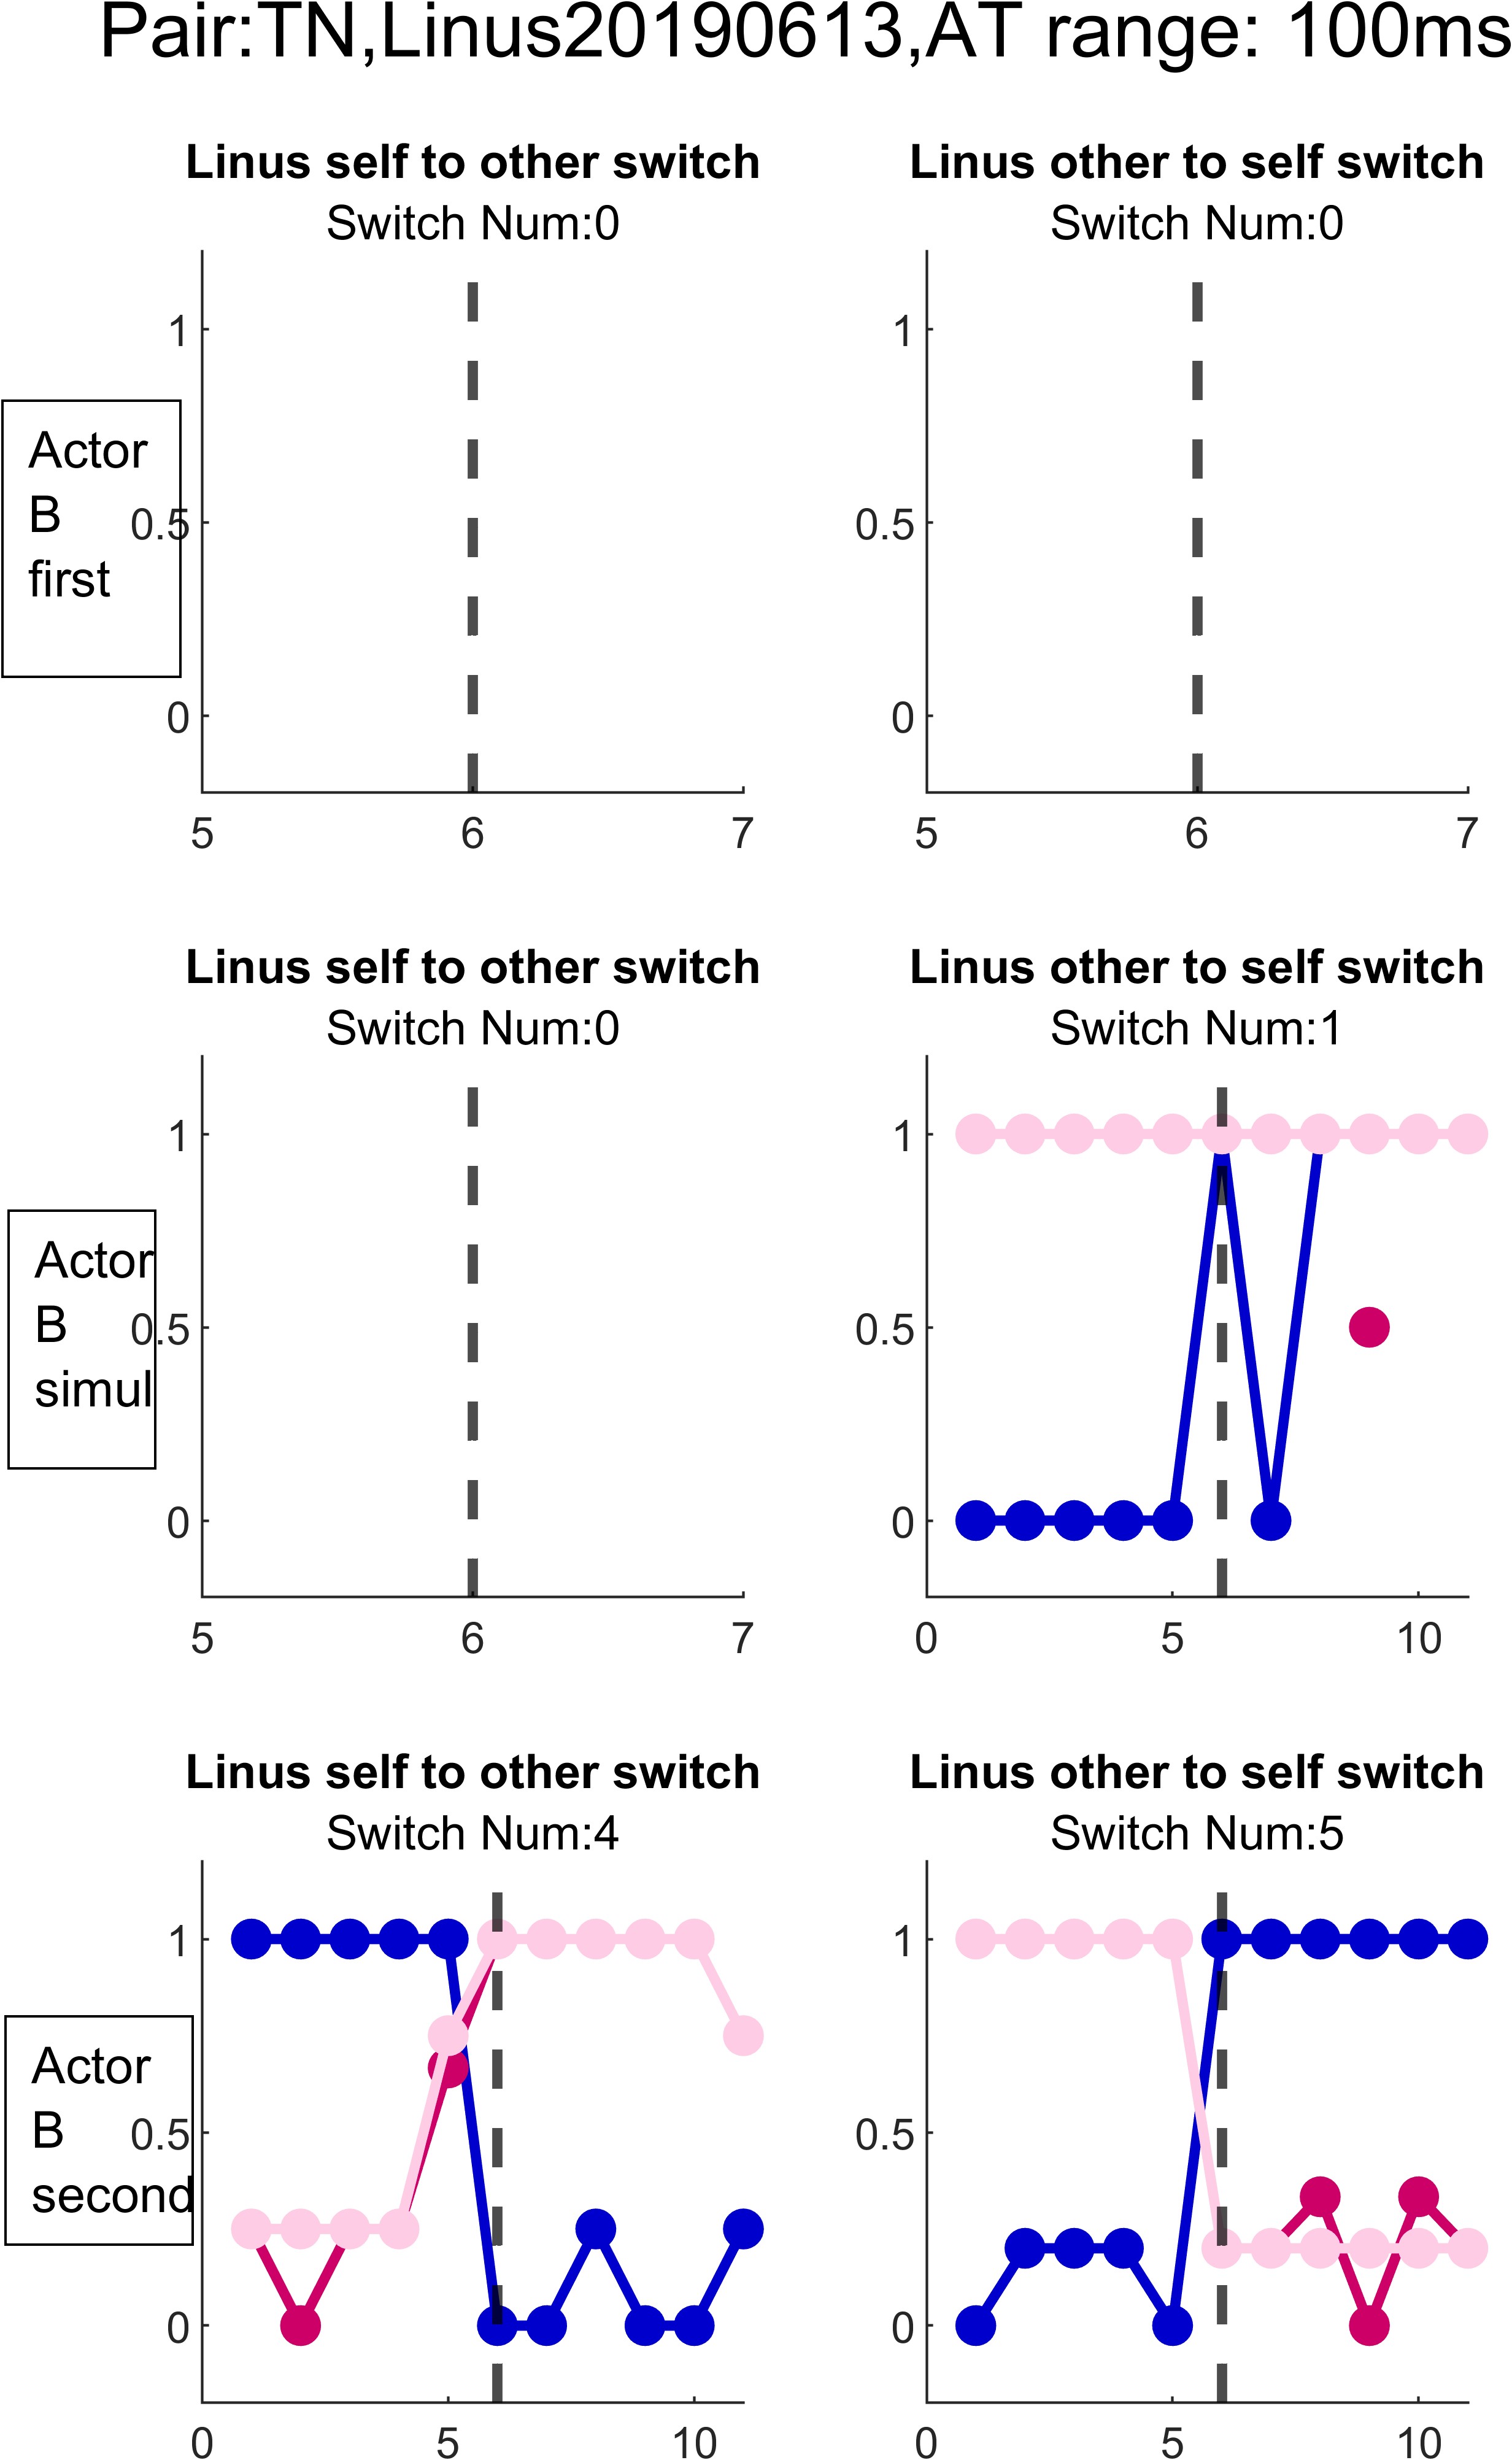 Pair:TN,Linus20190613,AT range: 100ms
Linus self to other switch
Switch Num:0
1
0.5
0
5 6 7
Linus other to self switch
Switch Num:0
1
0.5
0
5 6 7
Actor
B
first
Linus self to other switch
Switch Num:0
1
0.5
0
5 6 7
Linus other to self switch
Switch Num:1
1
0.5
0
0 5 10
Actor
B
simul
Linus self to other switch
Switch Num:4
1
0.5
0
0 5 10
Linus other to self switch
Switch Num:5
1
0.5
0
0 5 10
Actor
B
second